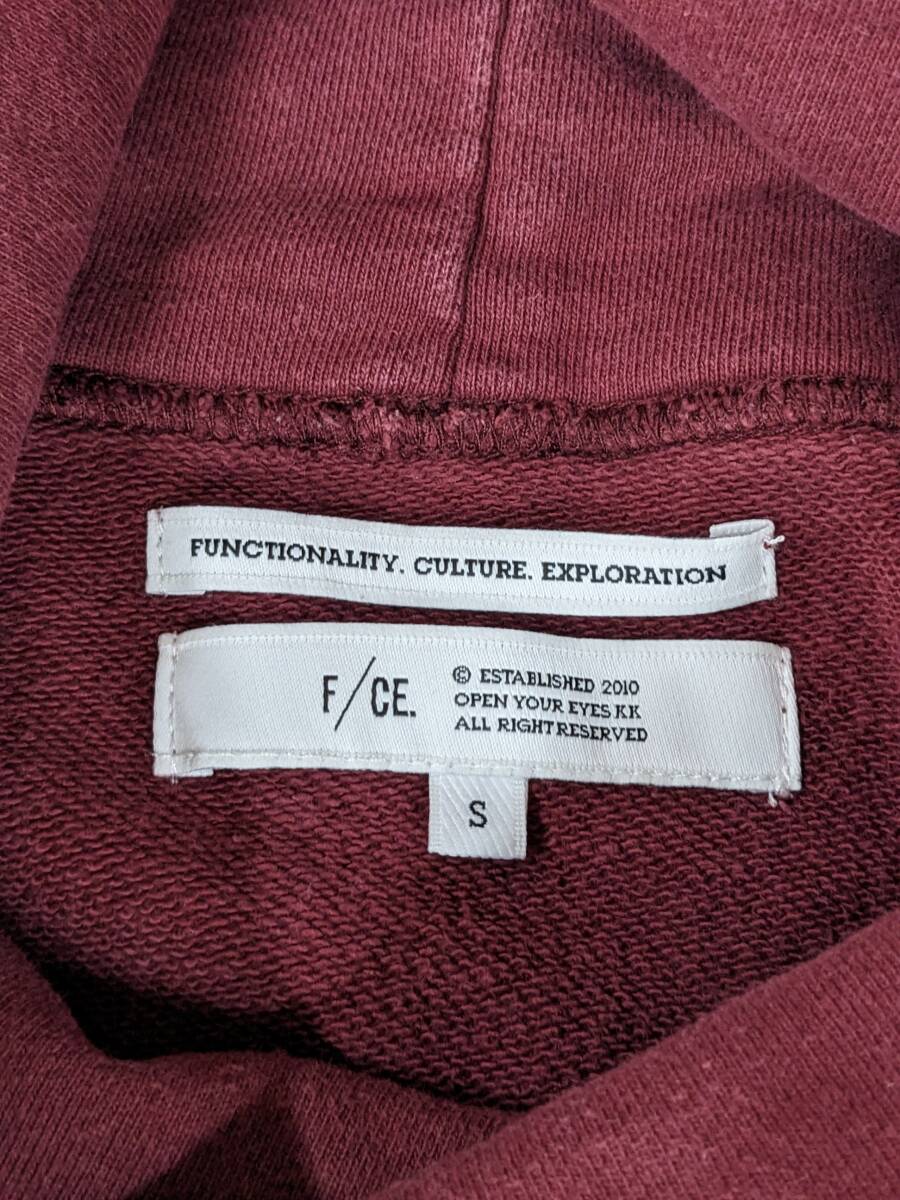 FUNCTIONALITY. CULTURE. EXPLORATION
F/CE.
© ESTABLISHED 2010
OPEN YOUR EYES KK
ALL RIGHT RESERVED
S